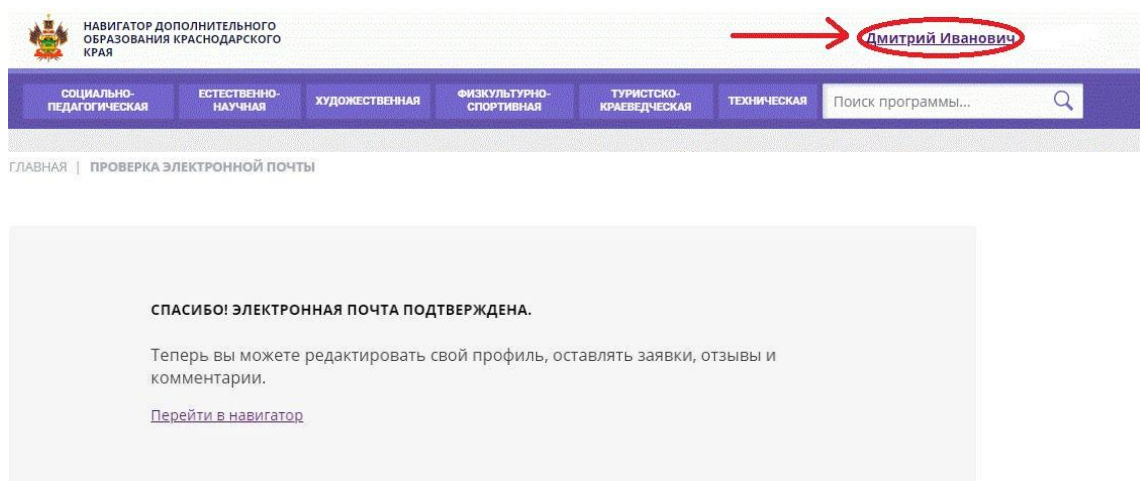 НАВИГАТОР ДОПОЛНИТЕЛЬНОГО
ОБРАЗОВАНИЯ КРАСНОДАРСКОГО
КРАЯ
Дмитрий Иванович
СОЦИАЛЬНО-
ПЕДАГОГИЧЕСКАЯ
ЕСТЕСТВЕННО-
НАУЧНАЯ
ХУДОЖЕСТВЕННАЯ
ФИЗКУЛЬТУРНО-
СПОРТИВНАЯ
ТУРИСТСКО-
КРАЕВЕДЧЕСКАЯ
ТЕХНИЧЕСКАЯ
Поиск программы...
ГЛАВНАЯ | ПРОВЕРКА ЭЛЕКТРОННОЙ ПОЧТЫ
СПАСИБО! ЭЛЕКТРОННАЯ ПОЧТА ПОДТВЕРЖДЕНА.
Теперь вы можете редактировать свой профиль, оставлять заявки, отзывы и
комментарии.
Перейти в навигатор